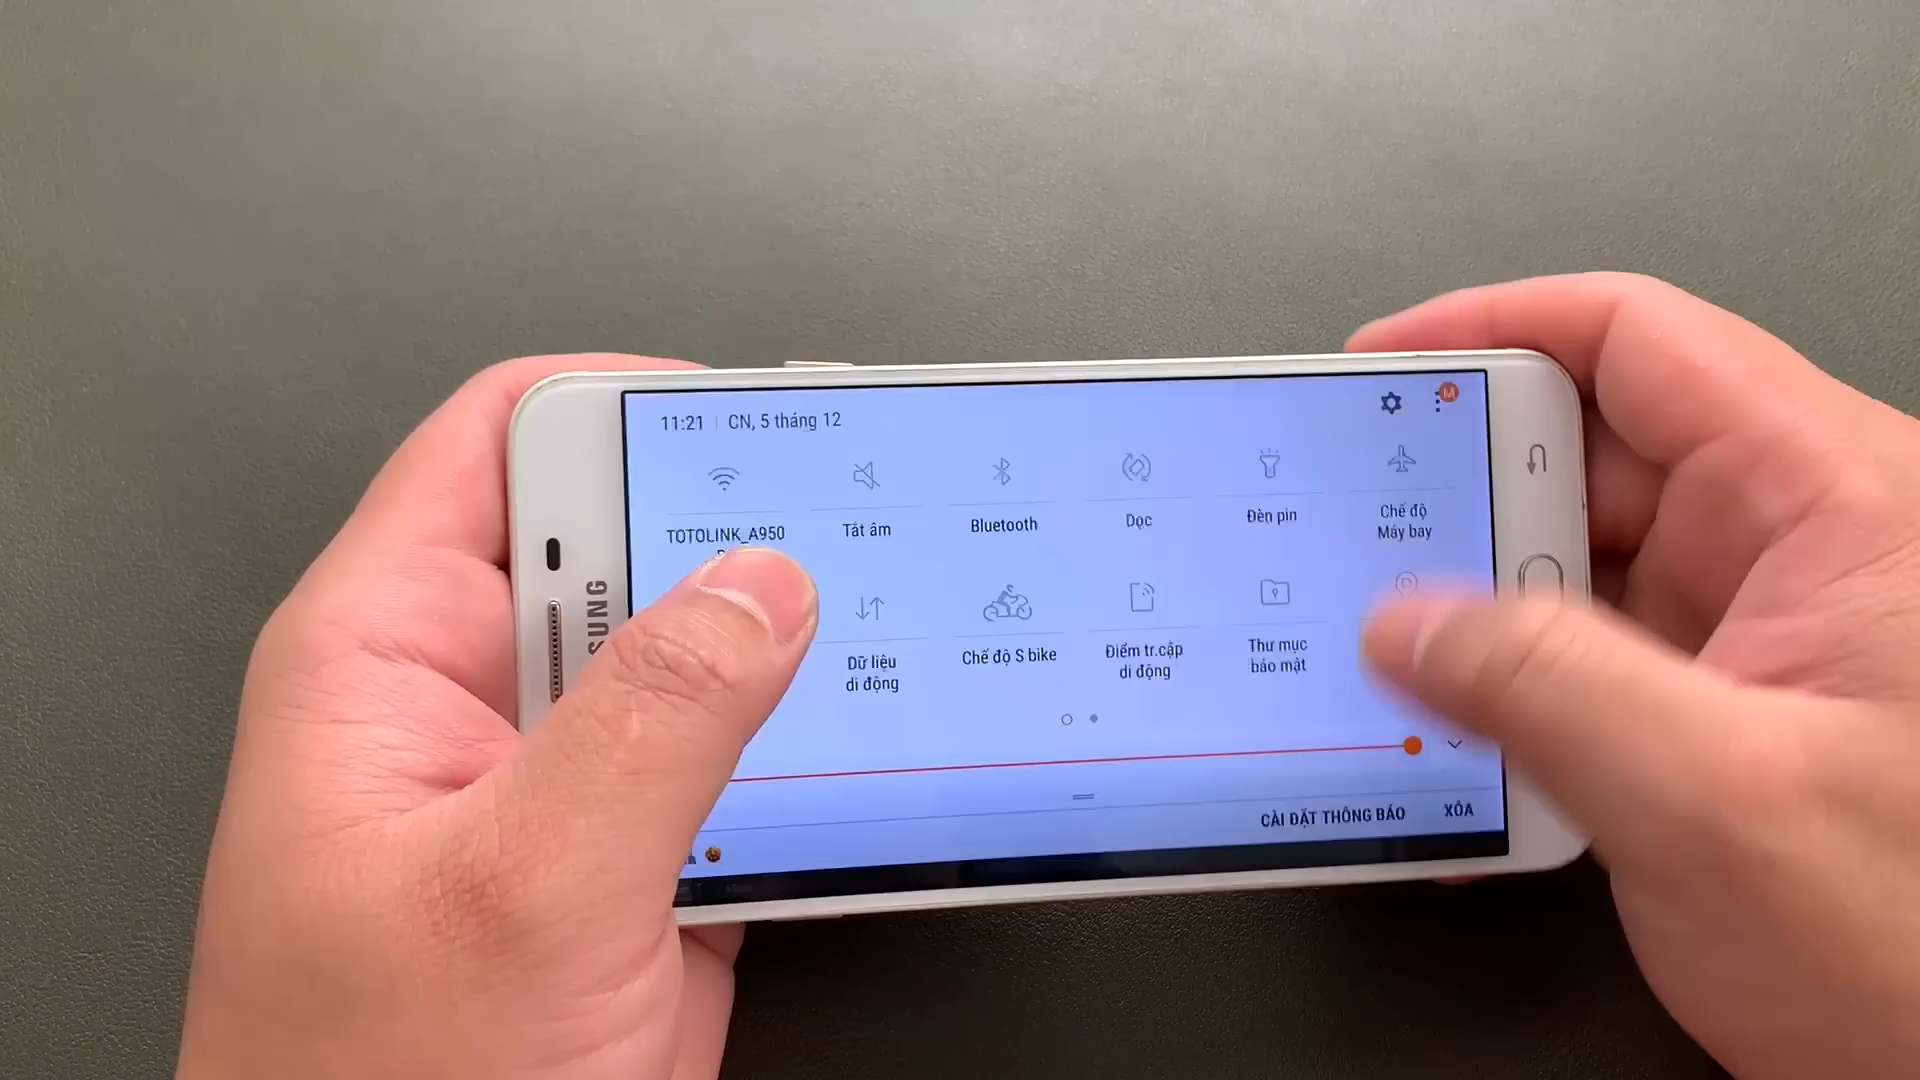 11:21 | CN, 5 tháng 12
M
TOTOLINK_A950
Tắt âm
Bluetooth
Dọc
Đèn pin
Chế độ
Máy bay
Dữ liệu
di động
Chế độ S bike
Điểm tr.cập
di động
Thư mục
bảo mật
CÀI ĐẶT THÔNG BÁO
XÓA
SUNG